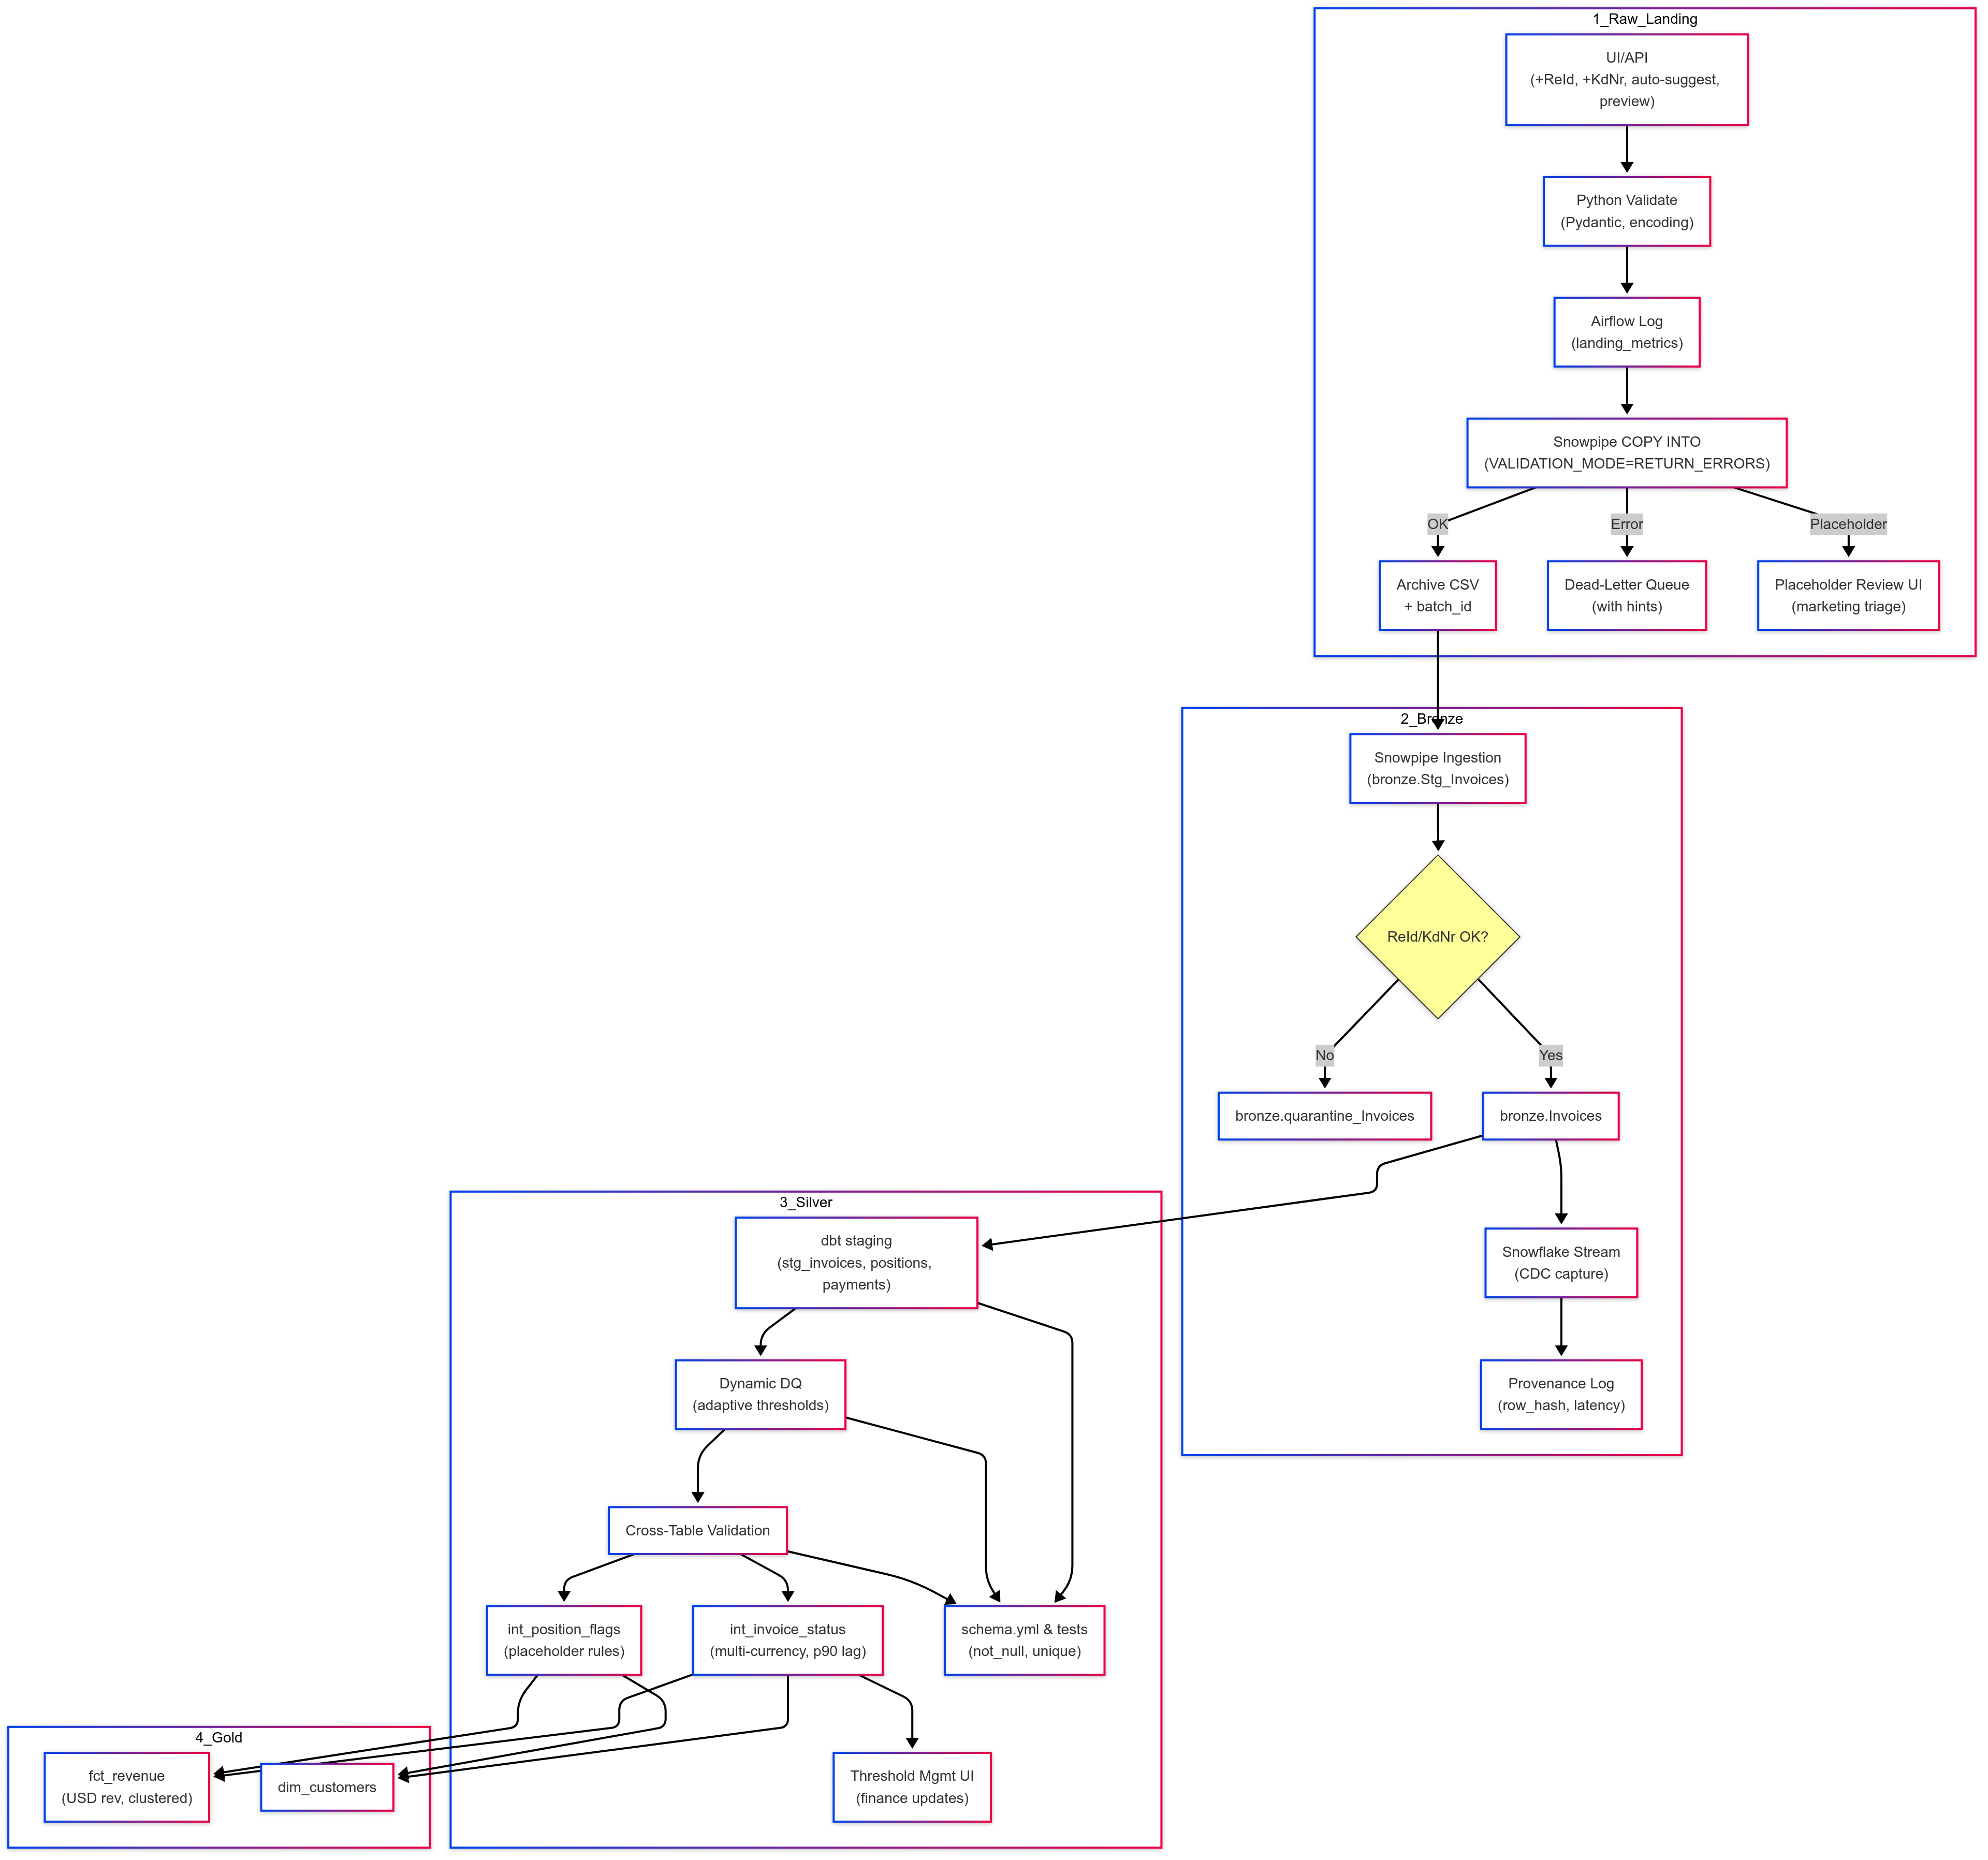 1_Raw_Landing
UI/API
(+ReId, +KdNr, auto-suggest,
preview)
Python Validate
(Pydantic, encoding)
Airflow Log
(landing_metrics)
Snowpipe COPY INTO
(VALIDATION_MODE=RETURN_ERRORS)
OK
Error
Placeholder
Archive CSV
+ batch_id
Dead-Letter Queue
(with hints)
Placeholder Review UI
(marketing triage)
2_Bronze
Snowpipe Ingestion
(bronze.Stg_Invoices)
ReId/KdNr OK?
No
Yes
bronze.quarantine_Invoices
bronze.Invoices
Snowflake Stream
(CDC capture)
Provenance Log
(row_hash, latency)
3_Silver
dbt staging
(stg_invoices, positions,
payments)
Dynamic DQ
(adaptive thresholds)
Cross-Table Validation
int_position_flags
(placeholder rules)
int_invoice_status
(multi-currency, p90 lag)
schema.yml & tests
(not_null, unique)
Threshold Mgmt UI
(finance updates)
4_Gold
fct_revenue
(USD rev, clustered)
dim_customers